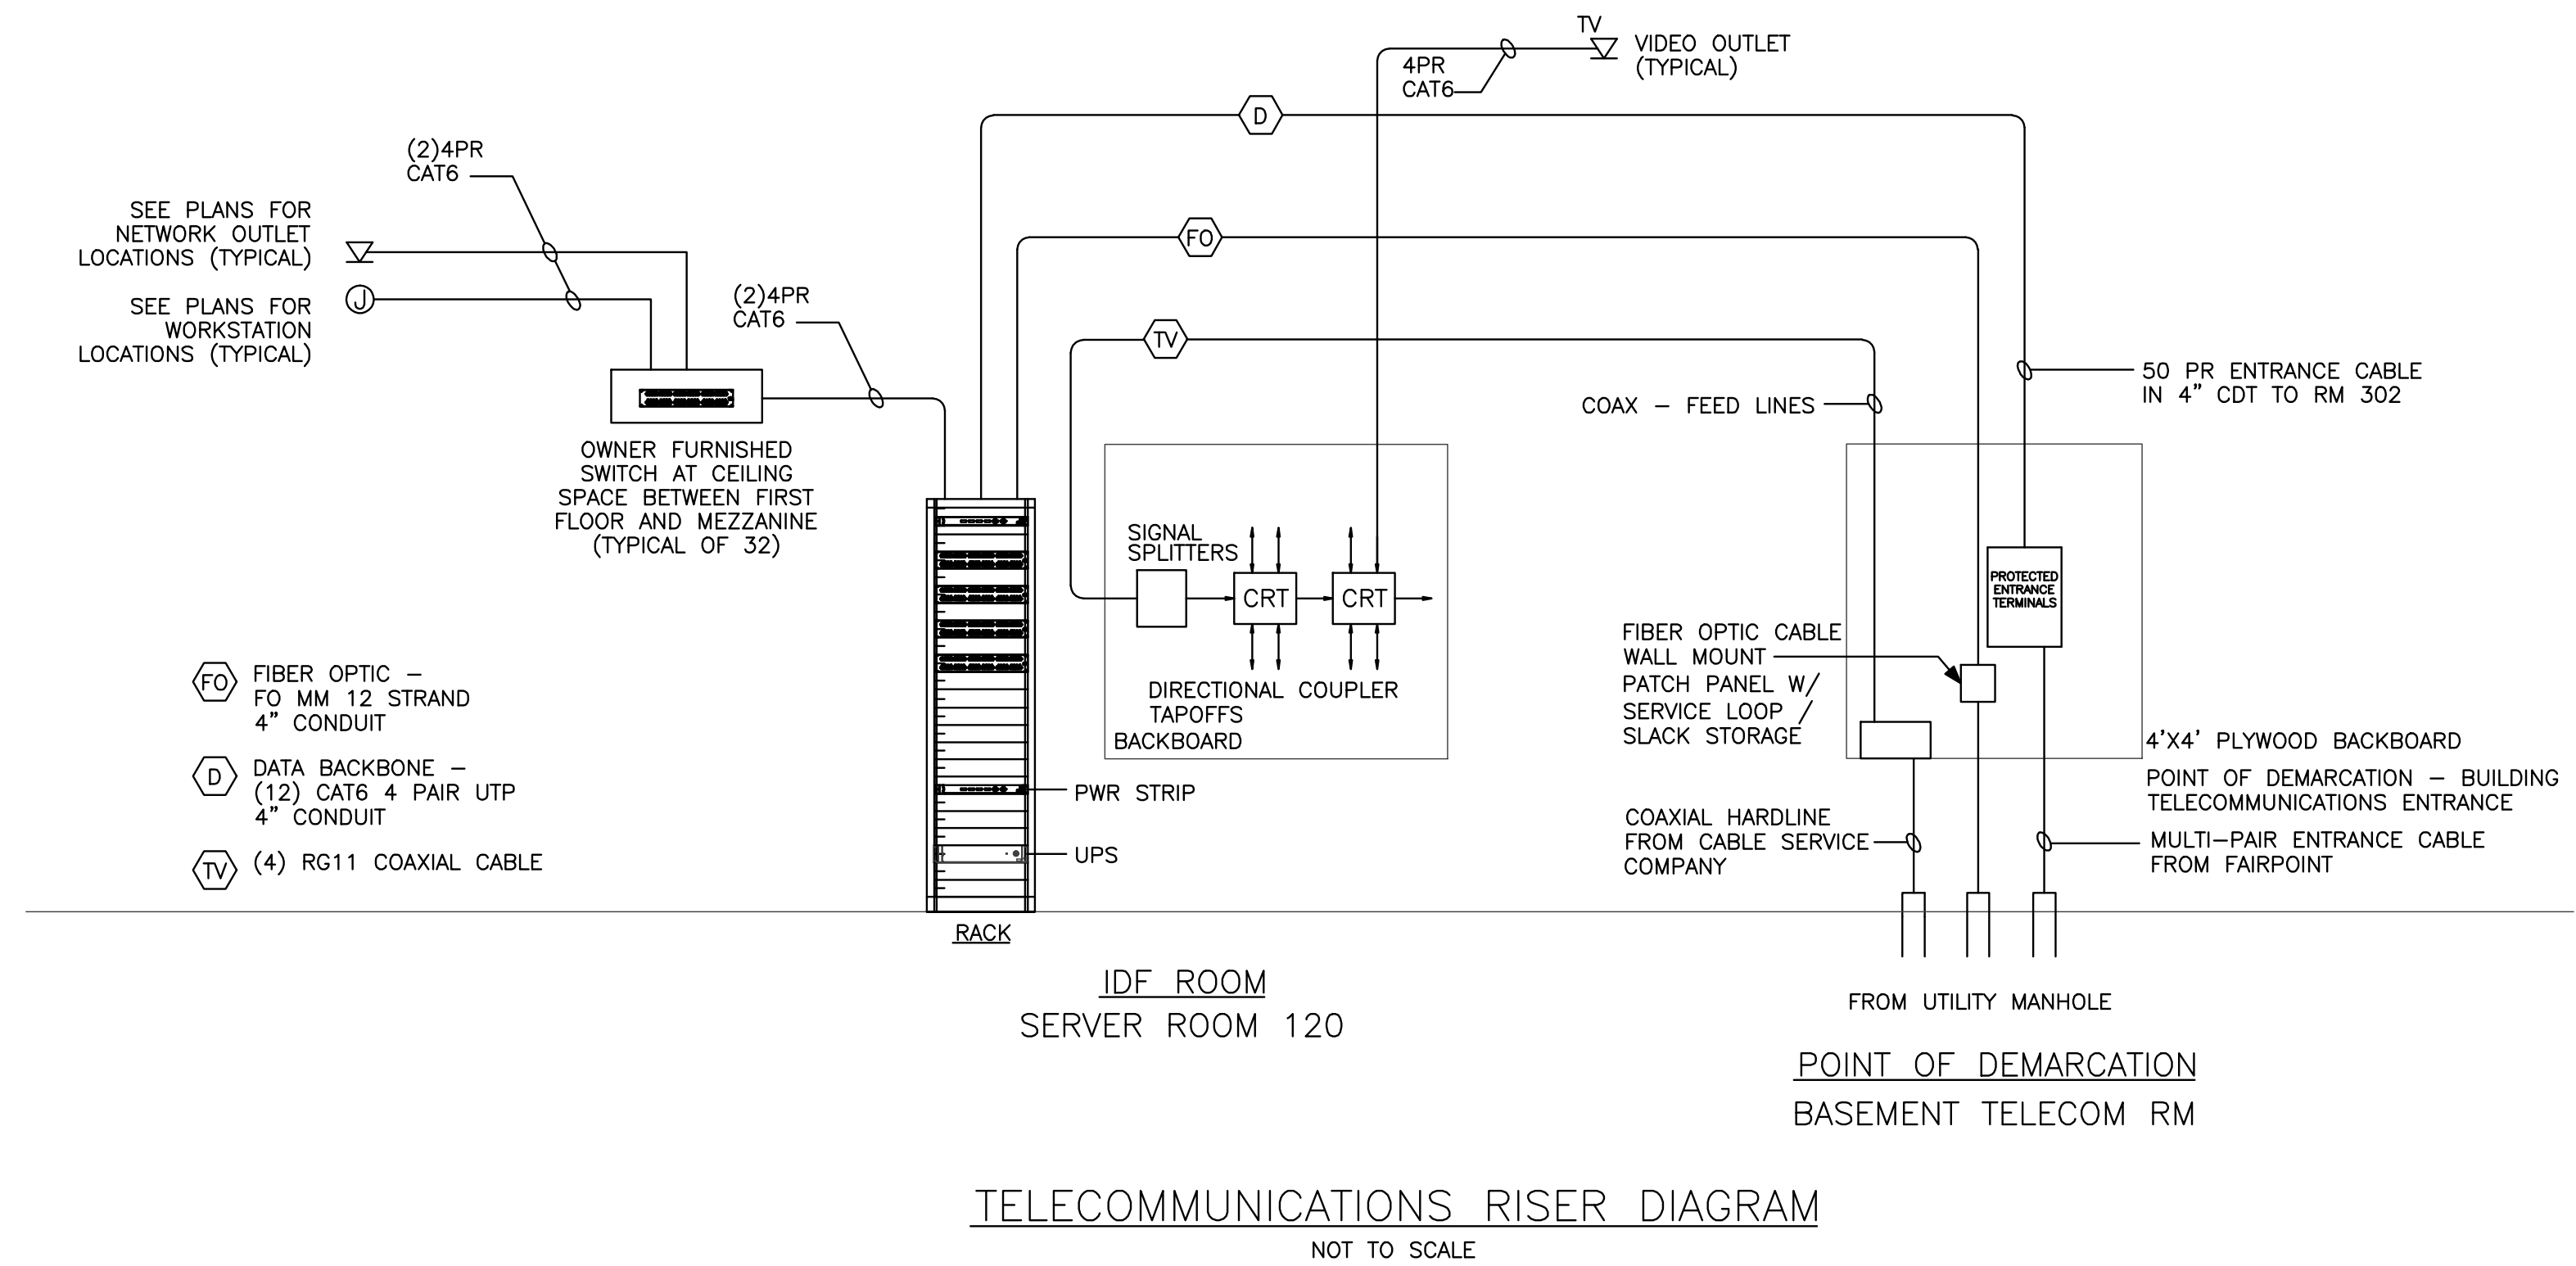 TV
VIDEO OUTLET
(TYPICAL)
4PR
CAT6
D
(2)4PR
CAT6
SEE PLANS FOR
NETWORK OUTLET
LOCATIONS (TYPICAL)
FO
J
SEE PLANS FOR
WORKSTATION
LOCATIONS (TYPICAL)
(2)4PR
CAT6
TV
50 PR ENTRANCE CABLE
IN 4” CDT TO RM 302
COAX – FEED LINES
OWNER FURNISHED
SWITCH AT CEILING
SPACE BETWEEN FIRST
FLOOR AND MEZZANINE
(TYPICAL OF 32)
SIGNAL
SPLITTERS
CRT
CRT
DIRECTIONAL COUPLER
TAPOFFS
BACKBOARD
PROTECTED
ENTRANCE
TERMINALS
FIBER OPTIC CABLE
WALL MOUNT
PATCH PANEL W/
SERVICE LOOP /
SLACK STORAGE
FO
FIBER OPTIC –
FO MM 12 STRAND
4” CONDUIT
D
DATA BACKBONE –
(12) CAT6 4 PAIR UTP
4” CONDUIT
TV
(4) RG11 COAXIAL CABLE
PWR STRIP
UPS
4’X4’ PLYWOOD BACKBOARD
POINT OF DEMARCATION – BUILDING
TELECOMMUNICATIONS ENTRANCE
COAXIAL HARDLINE
FROM CABLE SERVICE
COMPANY
MULTI–PAIR ENTRANCE CABLE
FROM FAIRPOINT
RACK
IDF ROOM
SERVER ROOM 120
FROM UTILITY MANHOLE
POINT OF DEMARCATION
BASEMENT TELECOM RM
TELECOMMUNICATIONS RISER DIAGRAM
NOT TO SCALE